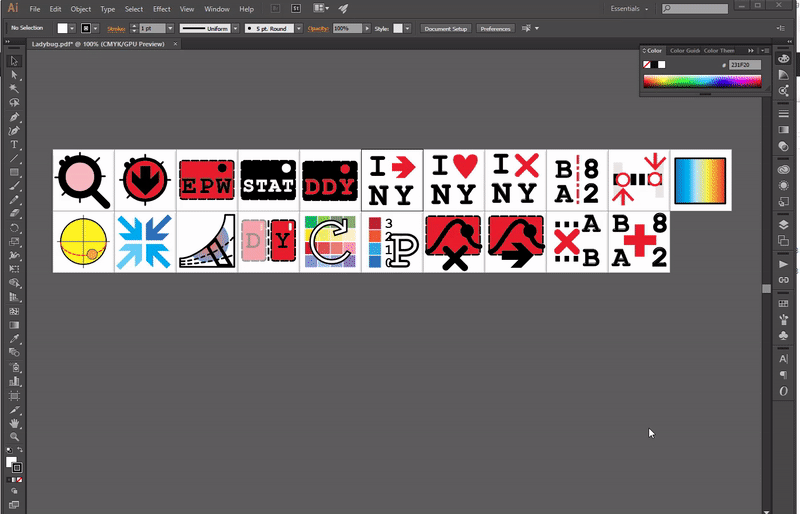 Ai File Edit Object Type Select Effect View Window Help Br St Essentials
No Selection Stroke: 1 pt Uniform 5 pt. Round Opacity: 100% Style: Document Setup Preferences
Ladybug.pdf* @ 100% (CMYK/GPU Preview) ×
Color Color Guide Color Them
# 231F20
EPW STAT DDY I NY I NY I NY B 8 A 2
D Y C 3 2 1 P A B B 8 A 2